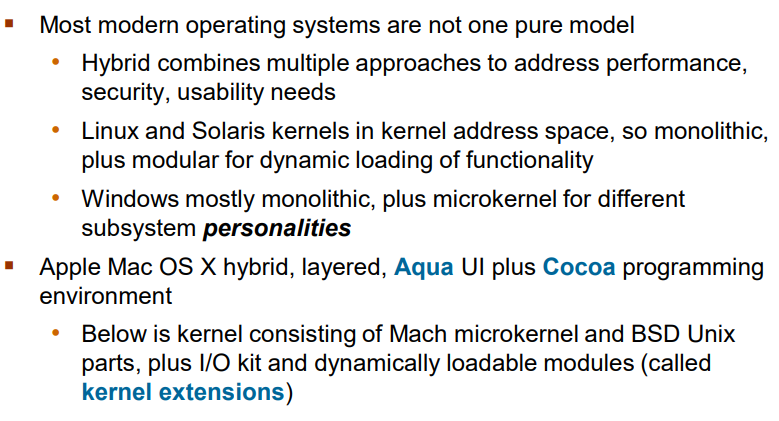 ▪ Most modern operating systems are not one pure model
• Hybrid combines multiple approaches to address performance,
security, usability needs
• Linux and Solaris kernels in kernel address space, so monolithic,
plus modular for dynamic loading of functionality
• Windows mostly monolithic, plus microkernel for different
subsystem personalities
▪ Apple Mac OS X hybrid, layered, Aqua UI plus Cocoa programming
environment
• Below is kernel consisting of Mach microkernel and BSD Unix
parts, plus I/O kit and dynamically loadable modules (called
kernel extensions)